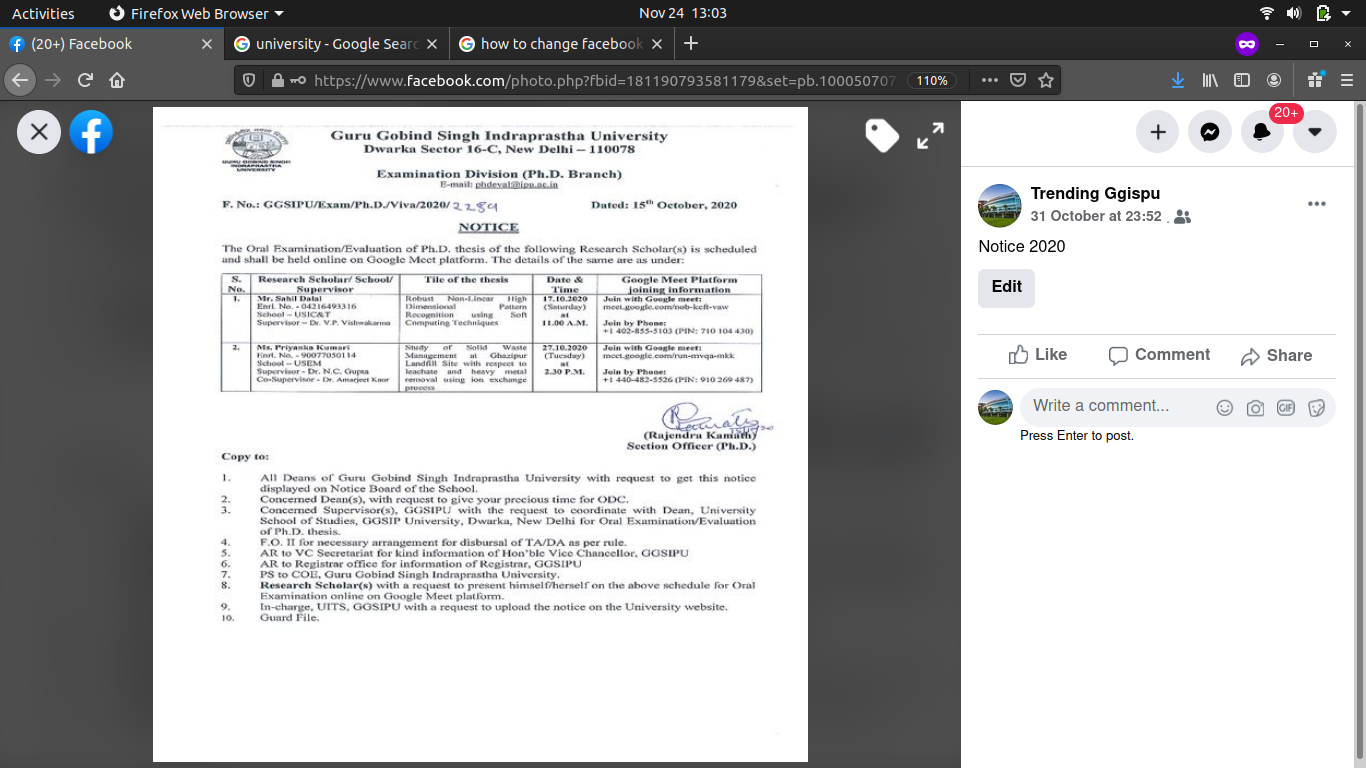 Activities
Firefox Web Browser
Nov 24 13:03
(20+) Facebook
university - Google Searc
how to change facebook
https://www.facebook.com/photo.php?fbid=181190793581179&set=pb.100050707
110%
Guru Gobind Singh Indraprastha University
Dwarka Sector 16-C, New Delhi – 110078
GURU GOBIND SINGH
INDRAPRASTHA
UNIVERSITY
Examination Division (Ph.D. Branch)
E-mail: phdeval@ipu.ac.in
F. No.: GGSIPU/Exam/Ph.D./Viva/2020/ 2289
Dated: 15th October, 2020
NOTICE
The Oral Examination/Evaluation of Ph.D. thesis of the following Research Scholar(s) is scheduled
and shall be held online on Google Meet platform. The details of the same are as under:
S. No. Research Scholar/ School/ Supervisor Tile of the thesis Date & Time Google Meet Platform joining information
1. Mr. Sahil Dalal Robust Non-Linear High 17.10.2020 Join with Google meet:
Enrl. No. - 04216493316 Dimensional Pattern (Saturday) meet.google.com/nob-kcft-vaw
School – USIC&T Recognition using Soft at
Supervisor – Dr. V.P. Vishwakarma Computing Techniques 11.00 A.M. Join by Phone:
+1 402-855-5103 (PIN: 710 104 430)
2. Ms. Priyanka Kumari Study of Solid Waste 27.10.2020 Join with Google meet:
Enrl. No. - 90077050114 Management at Ghazipur (Tuesday) meet.google.com/run-mvqa-mkk
School – USEM Landfill Site with respect to at
Supervisor - Dr. N.C. Gupta leachate and heavy metal 2.30 P.M. Join by Phone:
Co-Supervisor - Dr. Amarjeet Kaur removal using ion exchange +1 440-482-5526 (PIN: 910 269 487)
process
(Rajendra Kamath)
Section Officer (Ph.D.)
Copy to:
1. All Deans of Guru Gobind Singh Indraprastha University with request to get this notice
displayed on Notice Board of the School.
2. Concerned Dean(s), with request to give your precious time for ODC.
3. Concerned Supervisor(s), GGSIPU with the request to coordinate with Dean, University
School of Studies, GGSIP University, Dwarka, New Delhi for Oral Examination/Evaluation
of Ph.D. thesis.
4. F.O. II for necessary arrangement for disbursal of TA/DA as per rule.
5. AR to VC Secretariat for kind information of Hon'ble Vice Chancellor, GGSIPU
6. AR to Registrar office for information of Registrar, GGSIPU
7. PS to COE, Guru Gobind Singh Indraprastha University.
8. Research Scholar(s) with a request to present himself/herself on the above schedule for Oral
Examination online on Google Meet platform.
9. In-charge, UITS, GGSIPU with a request to upload the notice on the University website.
10. Guard File.
20+
Trending Ggispu
31 October at 23:52 .
Notice 2020
Edit
Like
Comment
Share
Write a comment...
GIF
Press Enter to post.